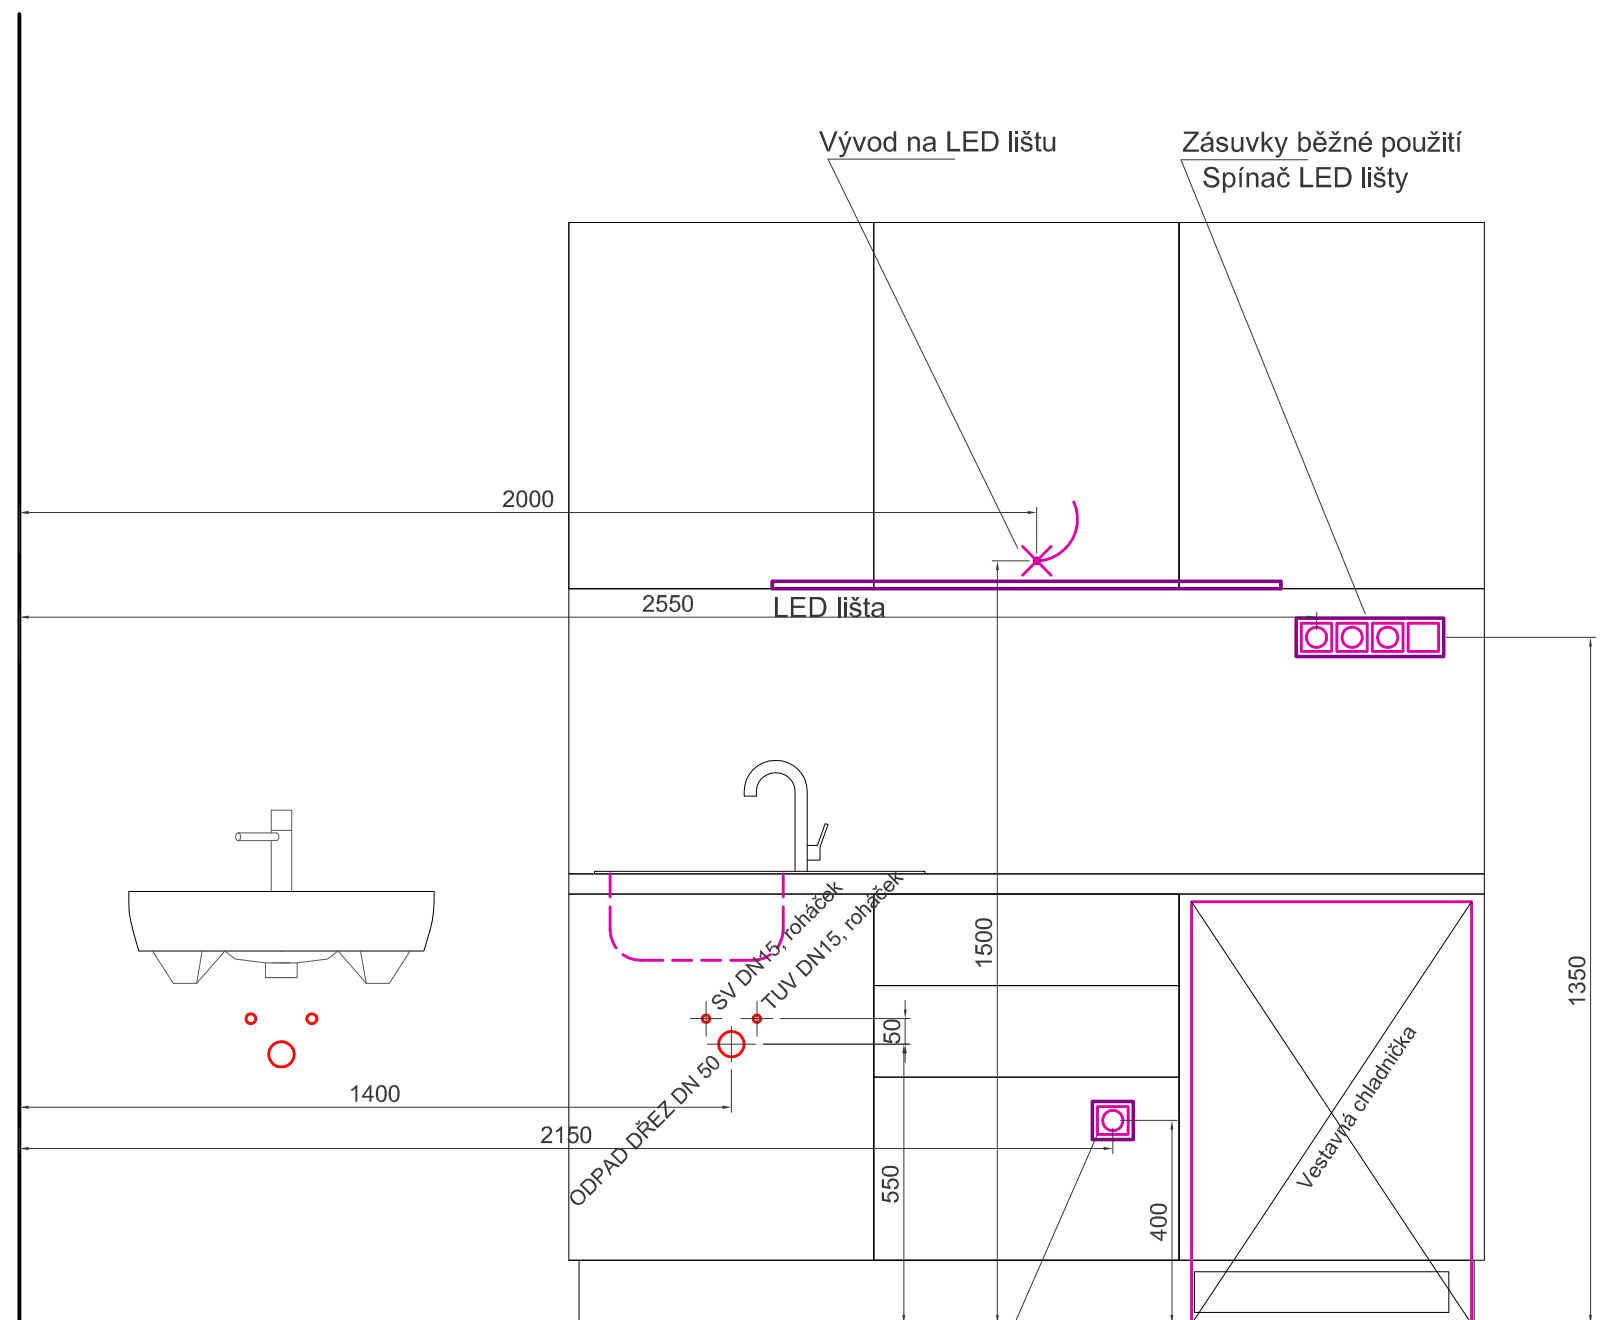 Vývod na LED lištu
Zásuvky běžné použití
Spínač LED lišty
2000
2550
LED lišta
SV DN15, roháček
TUV DN15, roháček
1500
1350
50
ODPAD DŘEZ DN 50
1400
2150
550
400
Vestavná chladnička